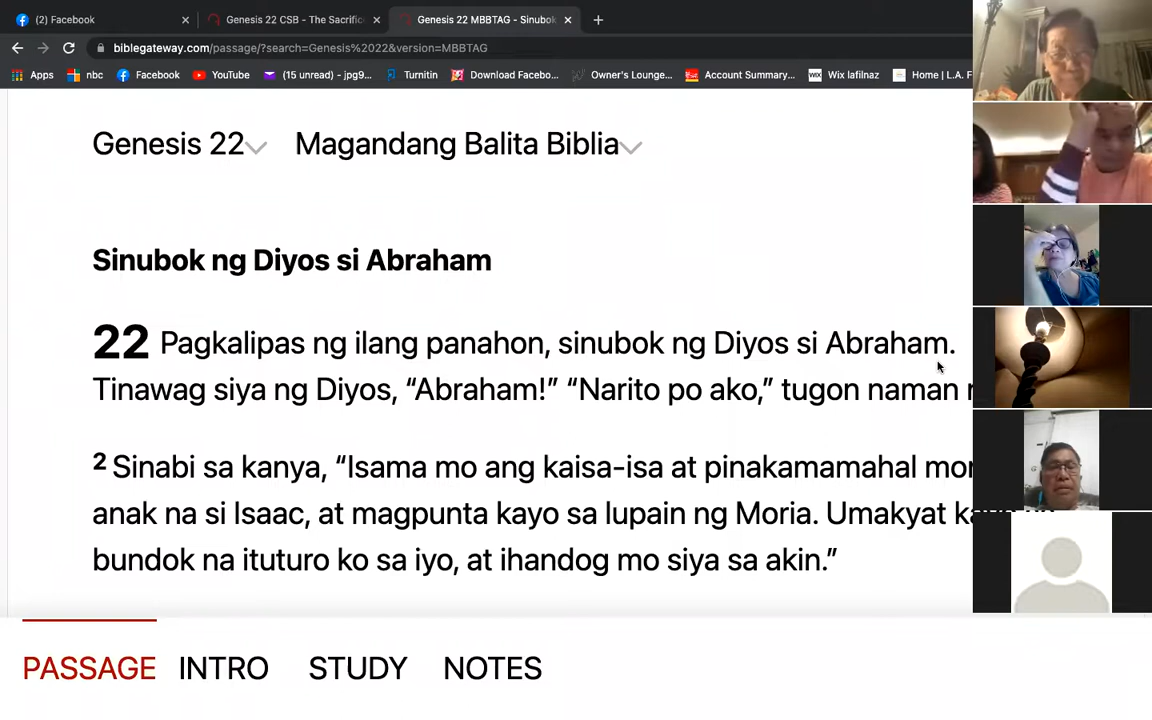 (2) Facebook
Genesis 22 CSB - The Sacrific
Genesis 22 MBBTAG - Sinubok
biblegateway.com/passage/?search=Genesis%2022&version=MBBTAG
Apps nbc Facebook YouTube (15 unread) - jpg9... Turnitin Download Facebo... Owner's Lounge... Account Summary... Wix lafilnaz Home | L.A. F
Genesis 22 Magandang Balita Biblia
Sinubok ng Diyos si Abraham
22 Pagkalipas ng ilang panahon, sinubok ng Diyos si Abraham.
Tinawag siya ng Diyos, “Abraham!” “Narito po ako,” tugon naman
2 Sinabi sa kanya, “Isama mo ang kaisa-isa at pinakamamahal mo
anak na si Isaac, at magpunta kayo sa lupain ng Moria. Umakyat
bundok na ituturo ko sa iyo, at ihandog mo siya sa akin.”
PASSAGE INTRO STUDY NOTES